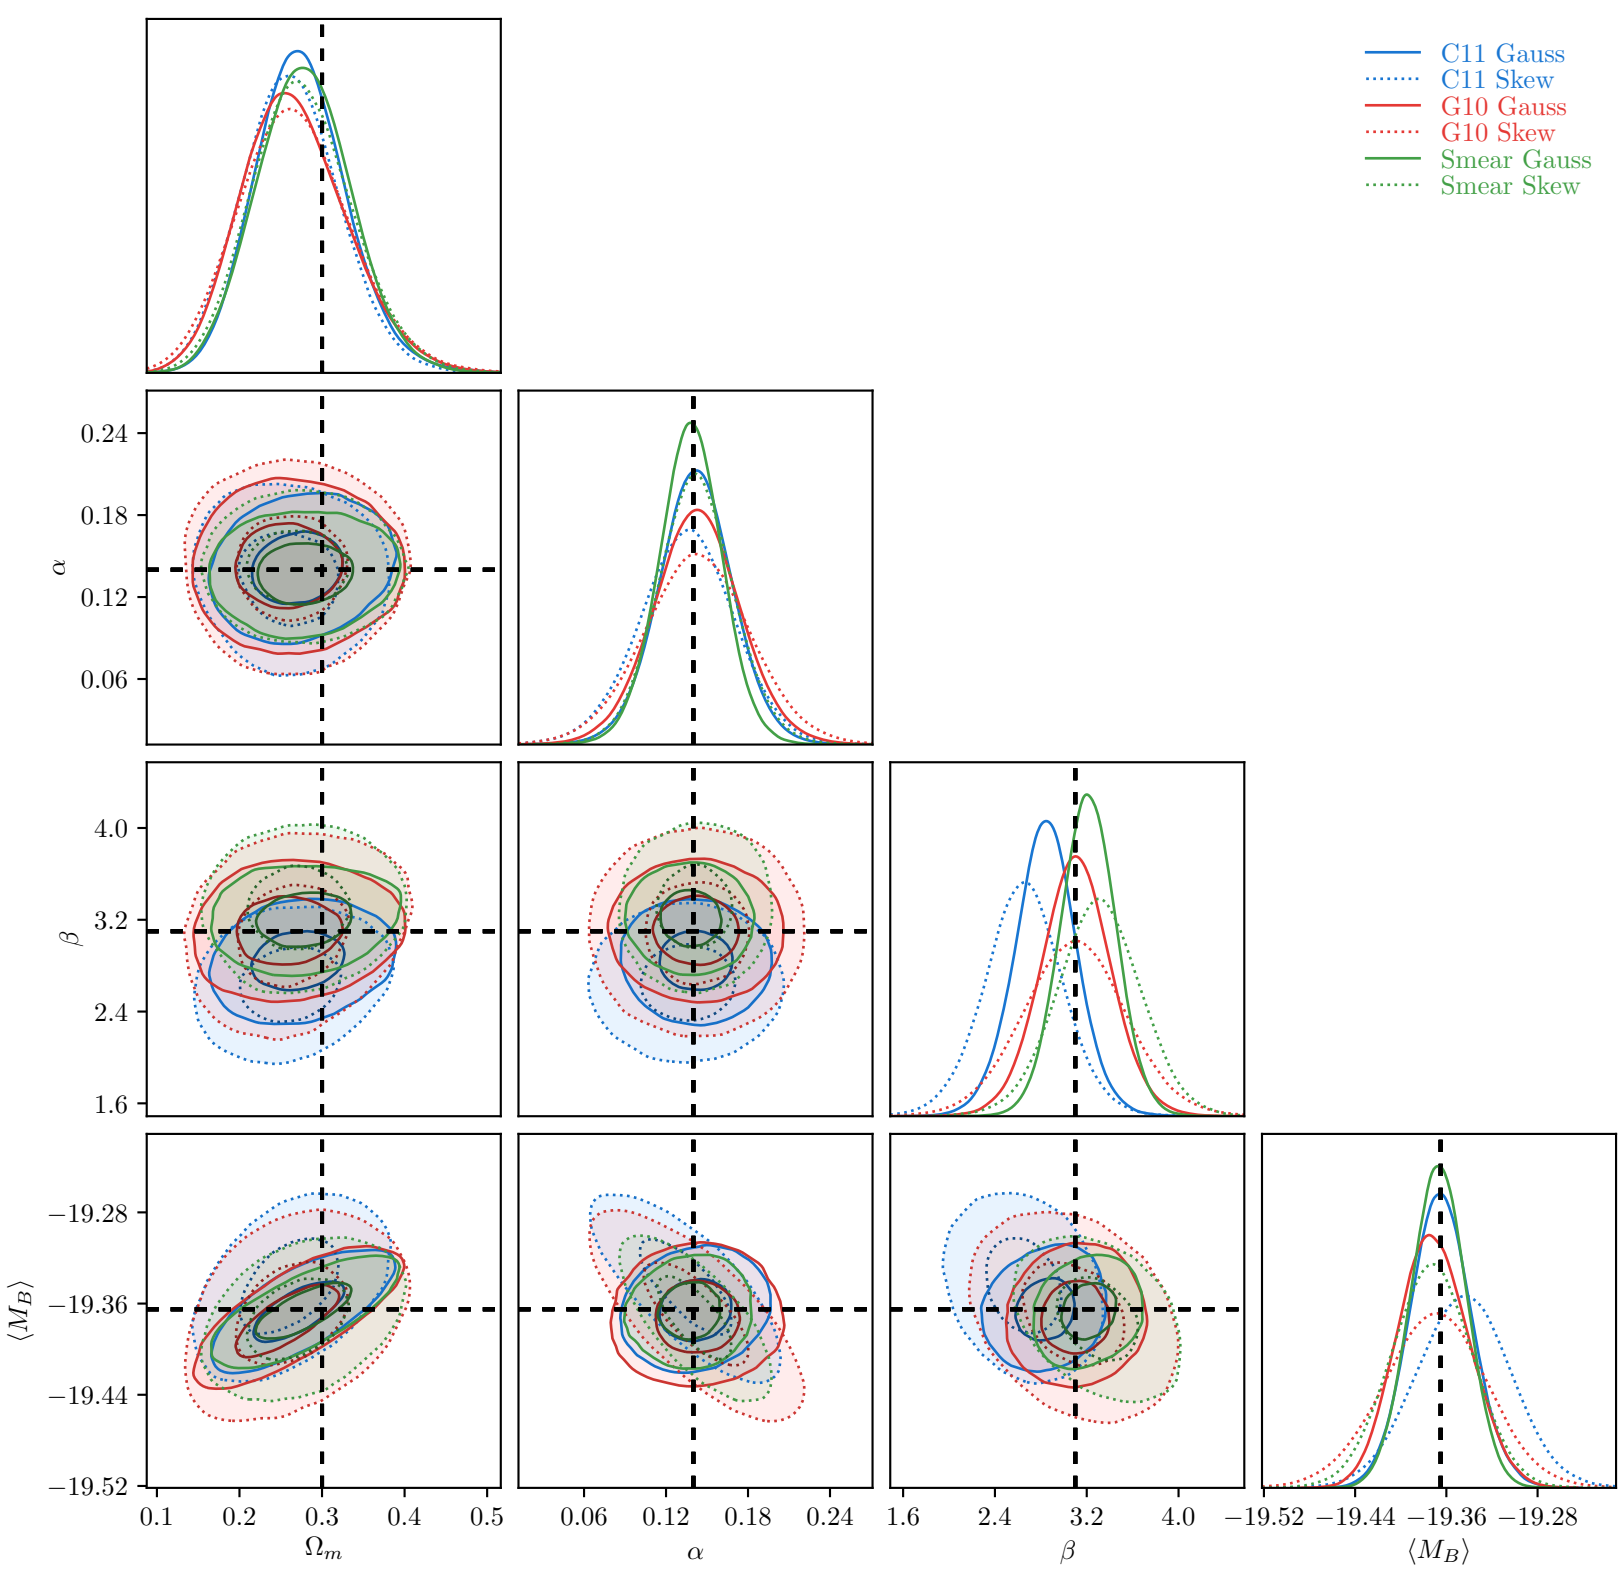 C11 Gauss
C11 Skew
G10 Gauss
G10 Skew
Smear Gauss
Smear Skew
0.24
0.18
α
0.12
0.06
4.0
3.2
β
2.4
1.6
−19.28
−19.36
⟨M_B⟩
−19.44
−19.52
0.1 0.2 0.3 0.4 0.5 0.06 0.12 0.18 0.24 1.6 2.4 3.2 4.0 −19.52 −19.44 −19.36 −19.28
Ω_m α β ⟨M_B⟩